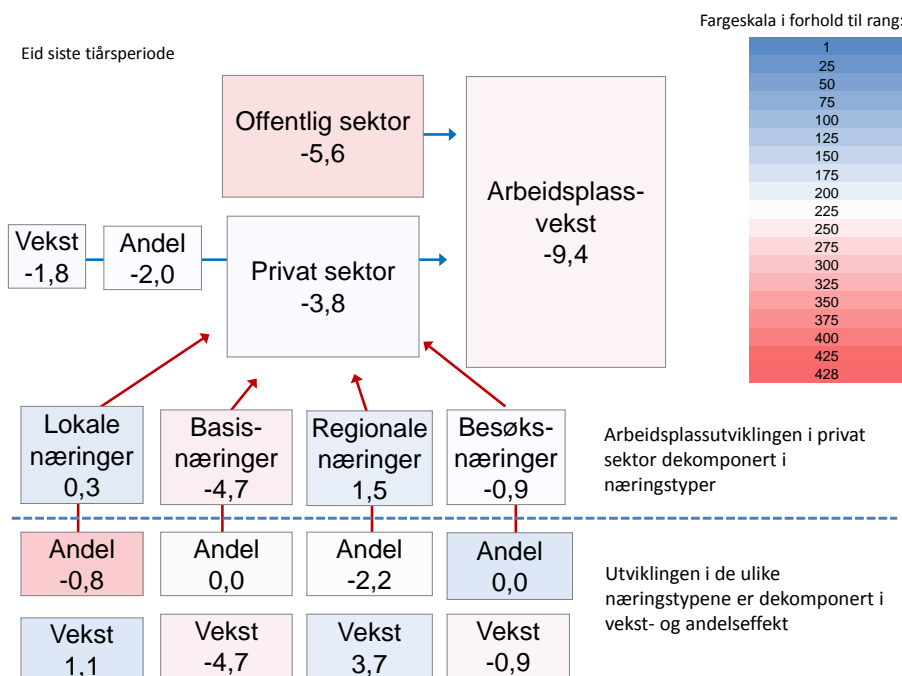 Fargeskala i forhold til rang:
Eid siste tiårsperiode
1
25
50
75
100
125
150
175
200
225
250
275
300
325
350
375
400
425
428
Offentlig sektor
-5,6
Arbeidsplass-
vekst
-9,4
Vekst
-1,8
Andel
-2,0
Privat sektor
-3,8
Lokale
næringer
0,3
Basis-
næringer
-4,7
Regionale
næringer
1,5
Besøks-
næringer
-0,9
Arbeidsplassutviklingen i privat
sektor dekomponert i
næringstyper
Andel
-0,8
Andel
0,0
Andel
-2,2
Andel
0,0
Utviklingen i de ulike
næringstypene er dekomponert i
vekst- og andelseffekt
Vekst
1,1
Vekst
-4,7
Vekst
3,7
Vekst
-0,9